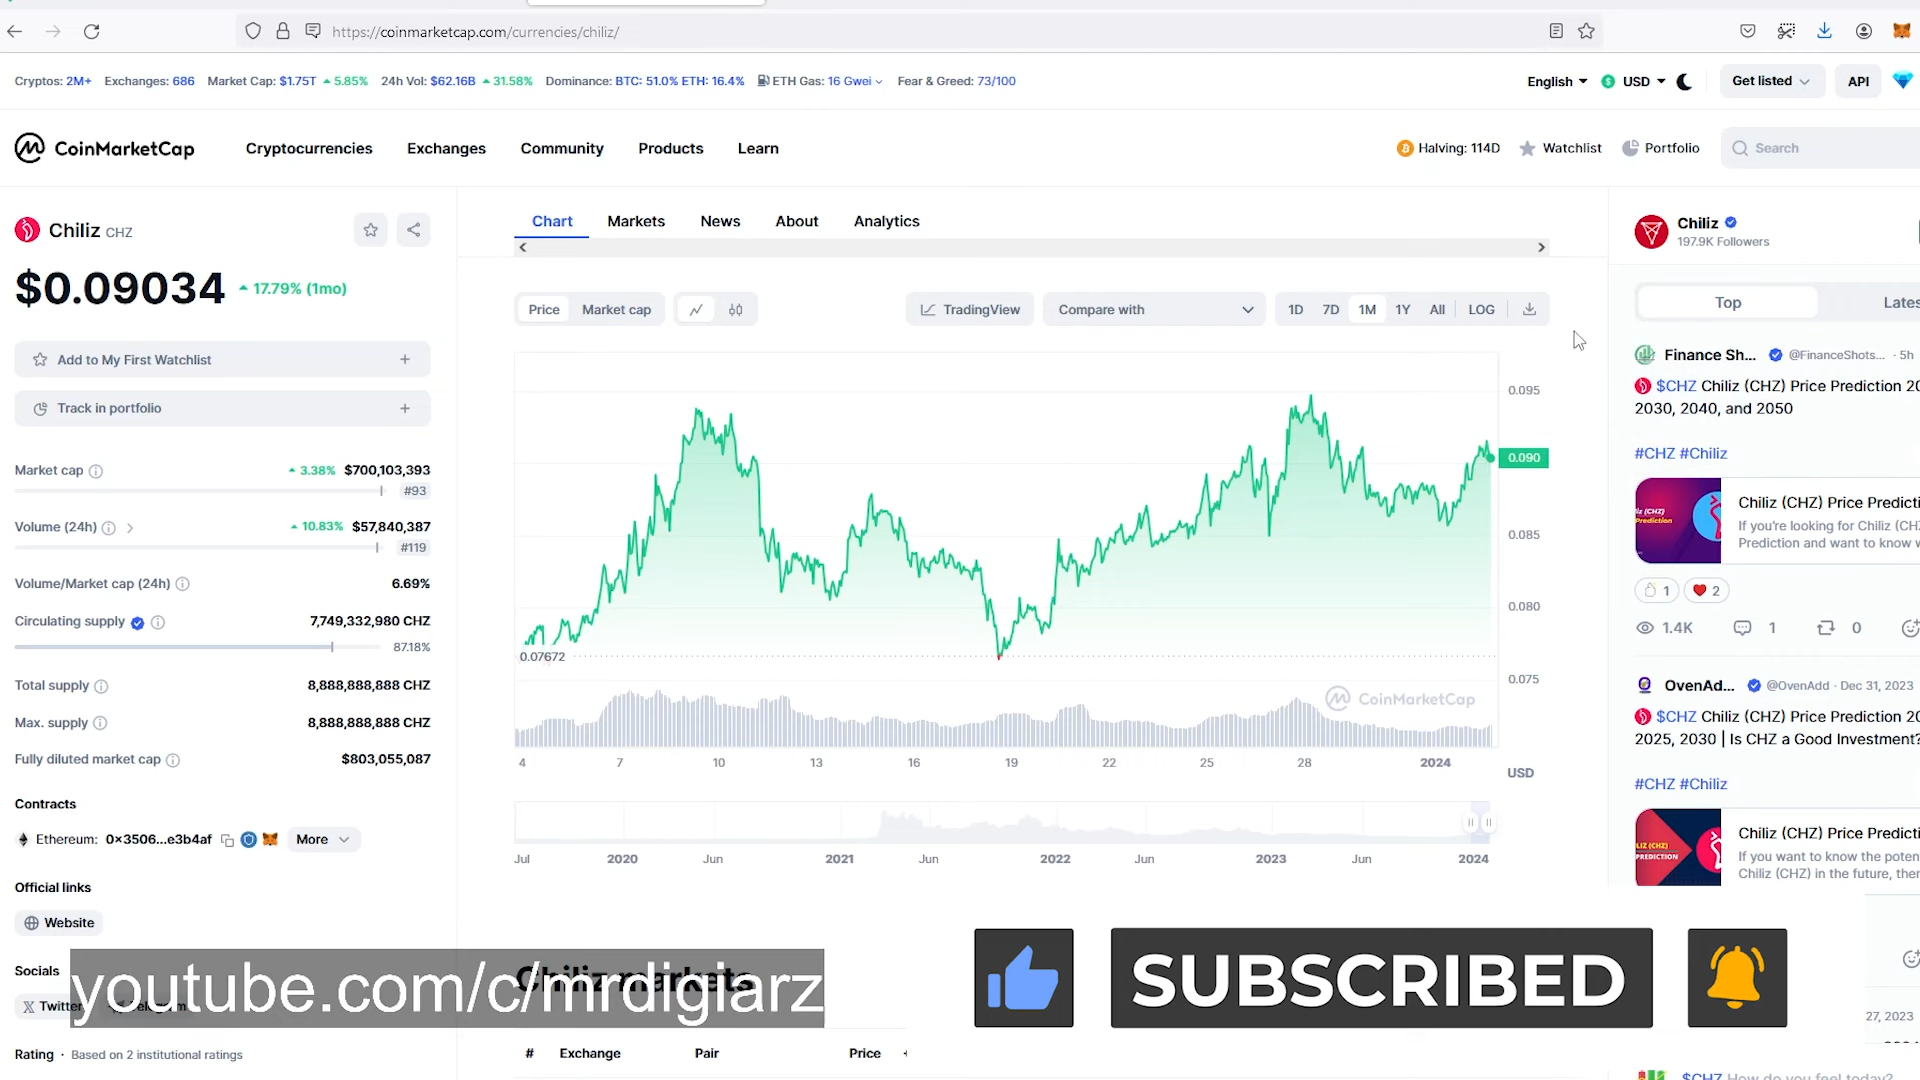 https://coinmarketcap.com/currencies/chiliz/
Cryptos: 2M+ Exchanges: 686 Market Cap: $1.75T 5.85% 24h Vol: $62.16B 31.58% Dominance: BTC: 51.0% ETH: 16.4% ETH Gas: 16 Gwei Fear & Greed: 73/100
English USD Get listed API
CoinMarketCap Cryptocurrencies Exchanges Community Products Learn
Halving: 114D Watchlist Portfolio Search
Chiliz CHZ
$0.09034 17.79% (1mo)
Add to My First Watchlist +
Track in portfolio +
Market cap 3.38% $700,103,393
#93
Volume (24h) 10.83% $57,840,387
#119
Volume/Market cap (24h) 6.69%
Circulating supply 7,749,332,980 CHZ
87.18%
Total supply 8,888,888,888 CHZ
Max. supply 8,888,888,888 CHZ
Fully diluted market cap $803,055,087
Contracts
Ethereum: 0x3506...e3b4af More
Official links
Website
Socials
Twitter Telegram
Rating · Based on 2 institutional ratings
Chart Markets News About Analytics
Price Market cap TradingView Compare with 1D 7D 1M 1Y All LOG
0.095
0.090
0.085
0.080
0.075
0.07672
CoinMarketCap
4 7 10 13 16 19 22 25 28 2024
USD
Jul 2020 Jun 2021 Jun 2022 Jun 2023 Jun 2024
Chiliz markets
# Exchange Pair Price
Chiliz
197.9K Followers
Top Lates
Finance Sh... @FinanceShots... · 5h
$CHZ Chiliz (CHZ) Price Prediction 20
2030, 2040, and 2050
#CHZ #Chiliz
Chiliz (CHZ) Price Predicti
If you're looking for Chiliz (CH
Prediction and want to know w
1 2
1.4K 1 0
OvenAd... @OvenAdd · Dec 31, 2023
$CHZ Chiliz (CHZ) Price Prediction 20
2025, 2030 | Is CHZ a Good Investment?
#CHZ #Chiliz
LIZ (CHZ)
PREDICTION
Chiliz (CHZ) Price Predicti
If you want to know the poten
Chiliz (CHZ) in the future, ther
27, 2023
$CHZ How do you feel today?
youtube.com/c/mrdigiarz
SUBSCRIBED